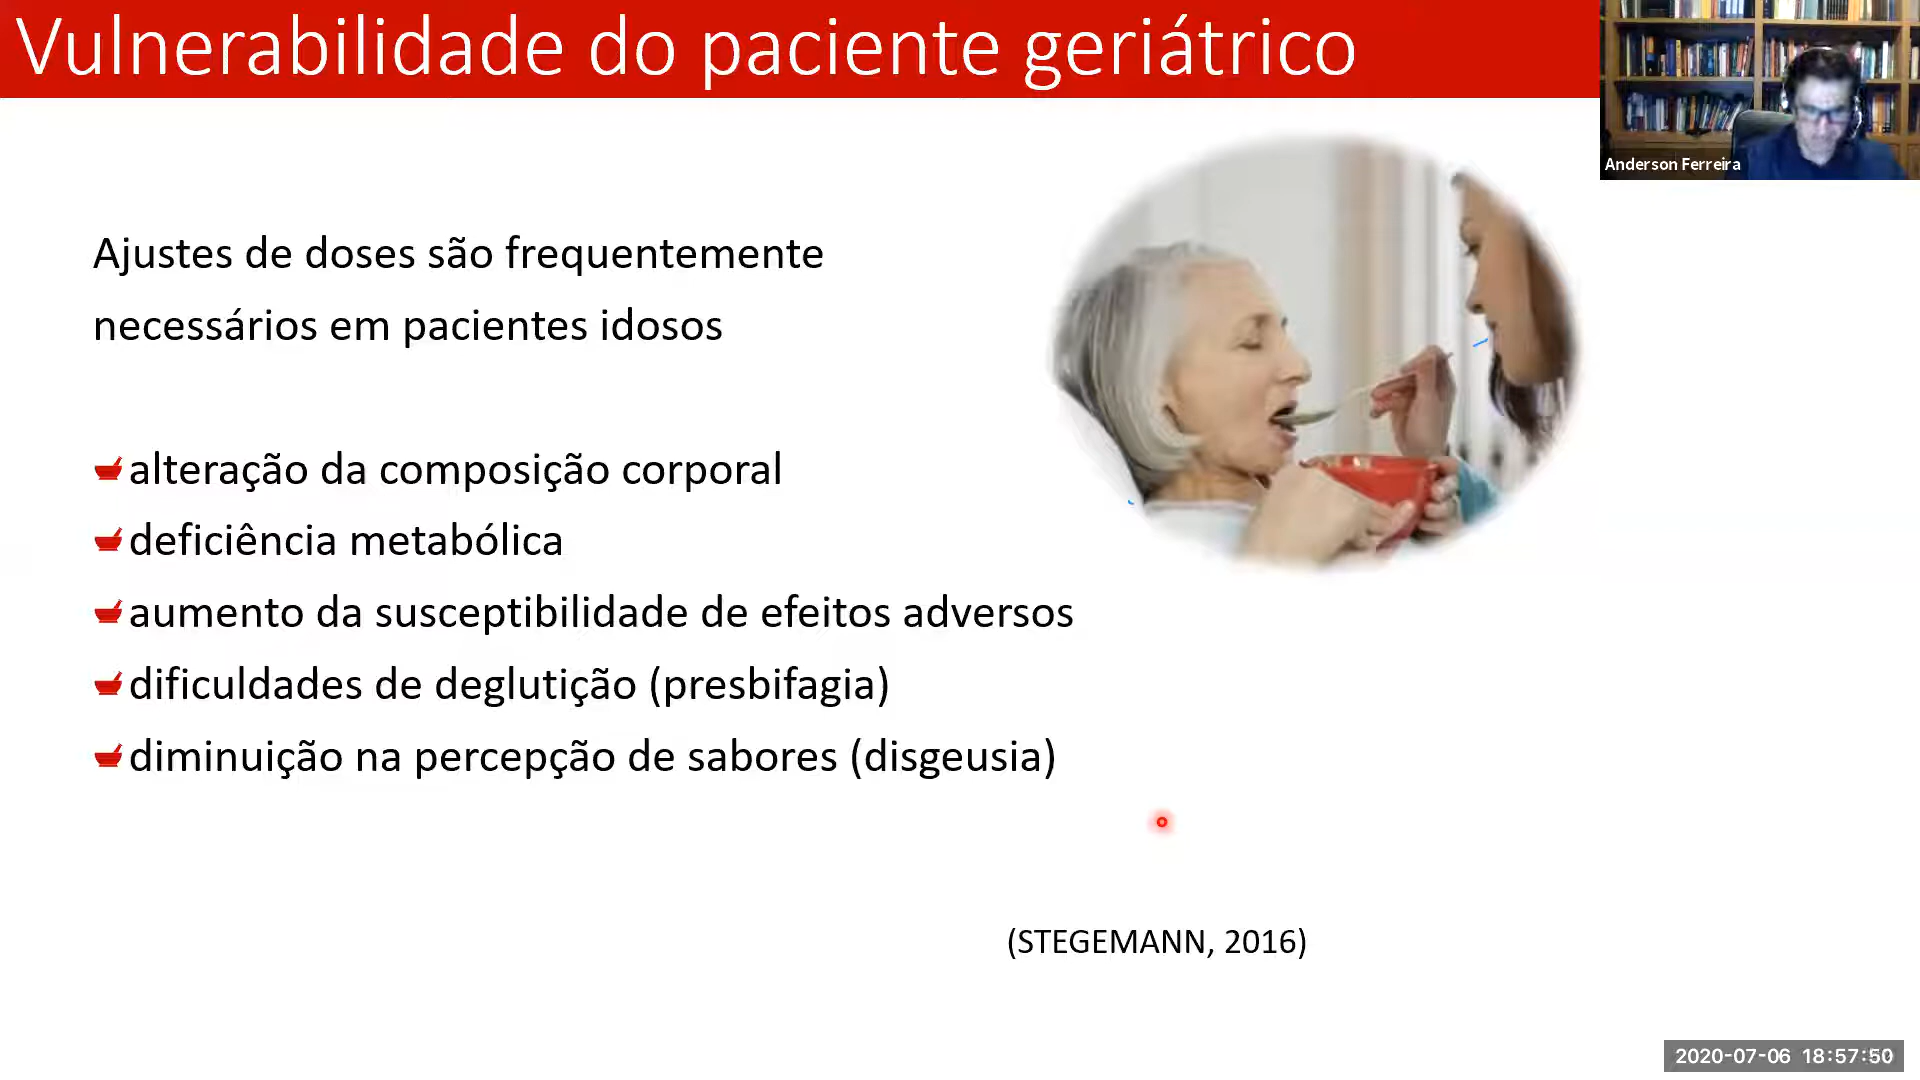 Vulnerabilidade do paciente geriátrico
Anderson Ferreira
Ajustes de doses são frequentemente
necessários em pacientes idosos
alteração da composição corporal
deficiência metabólica
aumento da susceptibilidade de efeitos adversos
dificuldades de deglutição (presbifagia)
diminuição na percepção de sabores (disgeusia)
(STEGEMANN, 2016)
2020-07-06 18:57:50